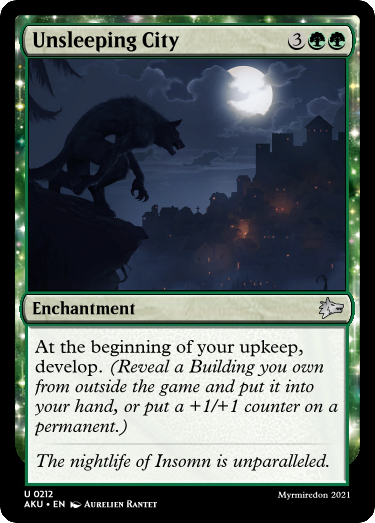 Unsleeping City 3
Enchantment
At the beginning of your upkeep,
develop. (Reveal a Building you own
from outside the game and put it into
your hand, or put a +1/+1 counter on a
permanent.)
The nightlife of Insomn is unparalleled.
U 0212
Myrmiredon 2021
AKU • EN Aurelien Rantet